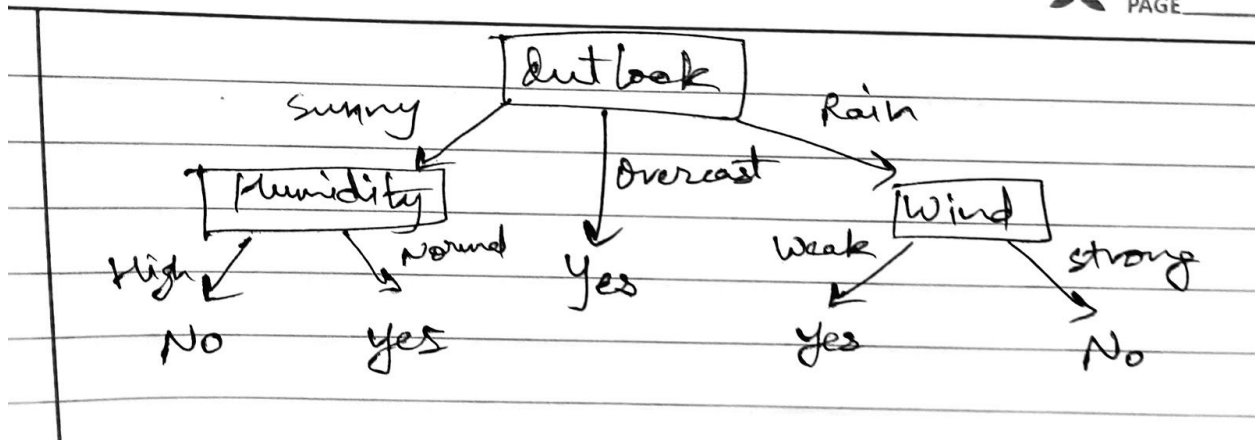 PAGE
Outlook
Sunny Rain
Overcast
Humidity Wind
High Normal Yes Weak strong
No yes yes No